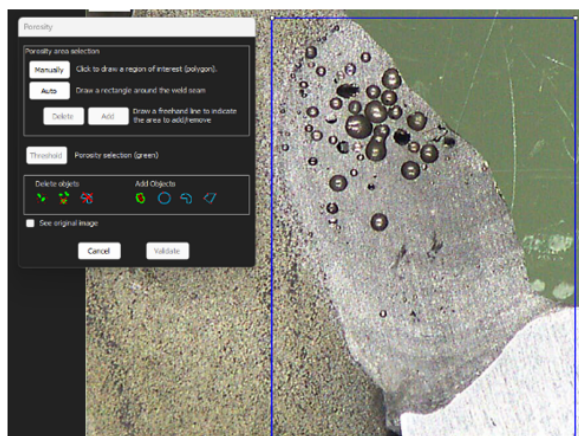 Porosity
Porosity area selection
Manually Click to draw a region of interest (polygon).
Auto Draw a rectangle around the weld seam
Delete Add Draw a freehand line to indicate
the area to add/remove
Threshold Porosity selection (green)
Delete objets Add Objects
See original image
Cancel Validate